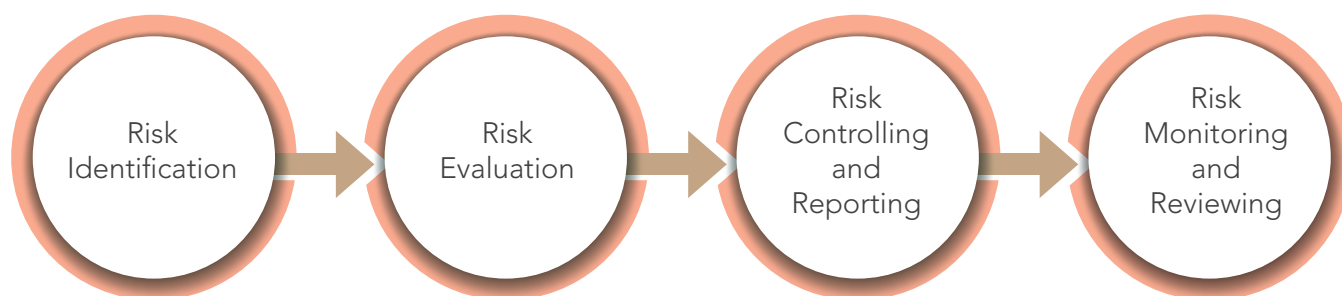 Risk
Identification
Risk
Evaluation
Risk
Controlling
and
Reporting
Risk
Monitoring
and
Reviewing